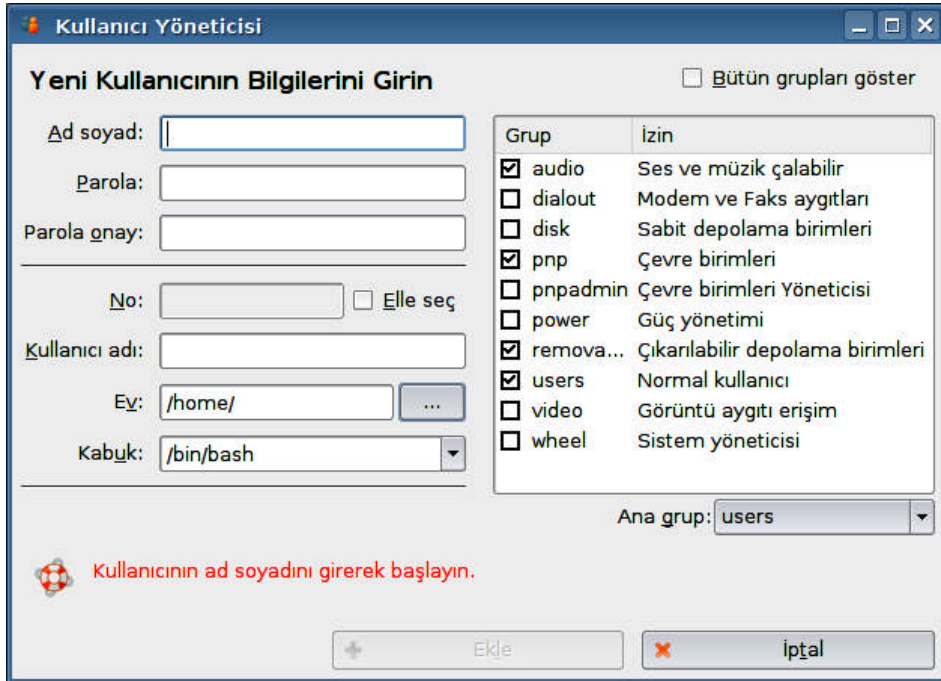 Kullanıcı Yöneticisi
Yeni Kullanıcının Bilgilerini Girin
Bütün grupları göster
Ad soyad:
Parola:
Parola onay:
No:
Elle seç
Kullanıcı adı:
Ev: /home/ ...
Kabuk: /bin/bash
Grup İzin
audio Ses ve müzik çalabilir
dialout Modem ve Faks aygıtları
disk Sabit depolama birimleri
pnp Çevre birimleri
pnpadmin Çevre birimleri Yöneticisi
power Güç yönetimi
remova... Çıkarılabilir depolama birimleri
users Normal kullanıcı
video Görüntü aygıtı erişim
wheel Sistem yöneticisi
Ana grup: users
Kullanıcının ad soyadını girerek başlayın.
Ekle
İptal